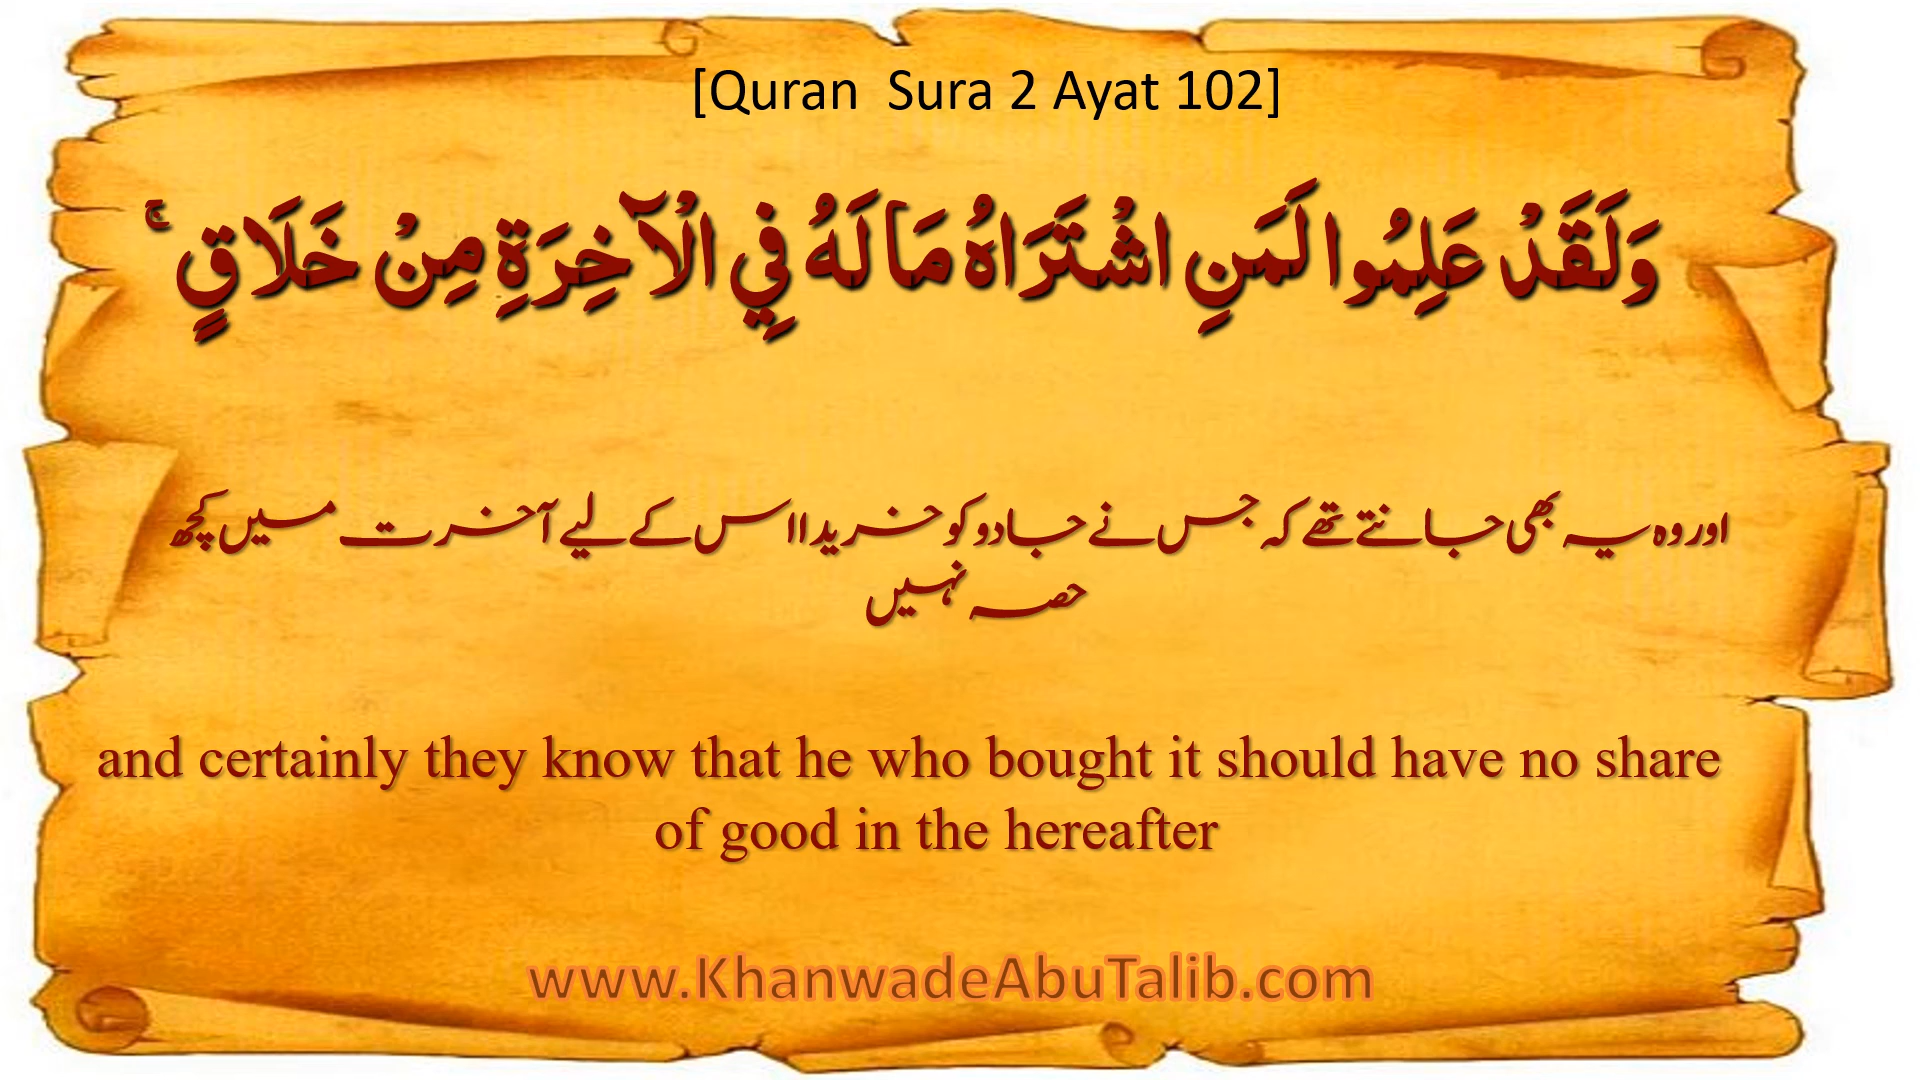 [Quran  Sura 2 Ayat 102]
وَلَقَدْ عَلِمُوا لَمَنِ اشْتَرَاهُ مَا لَهُ فِي الْآخِرَةِ مِنْ خَلَاقٍ ۚ
اور وہ یہ بھی جانتے تھے کہ جس نے جادو کو خریدا اس کے لیے آخرت میں کچھ
حصہ نہیں
and certainly they know that he who bought it should have no share
of good in the hereafter
www.KhanwadeAbuTalib.com